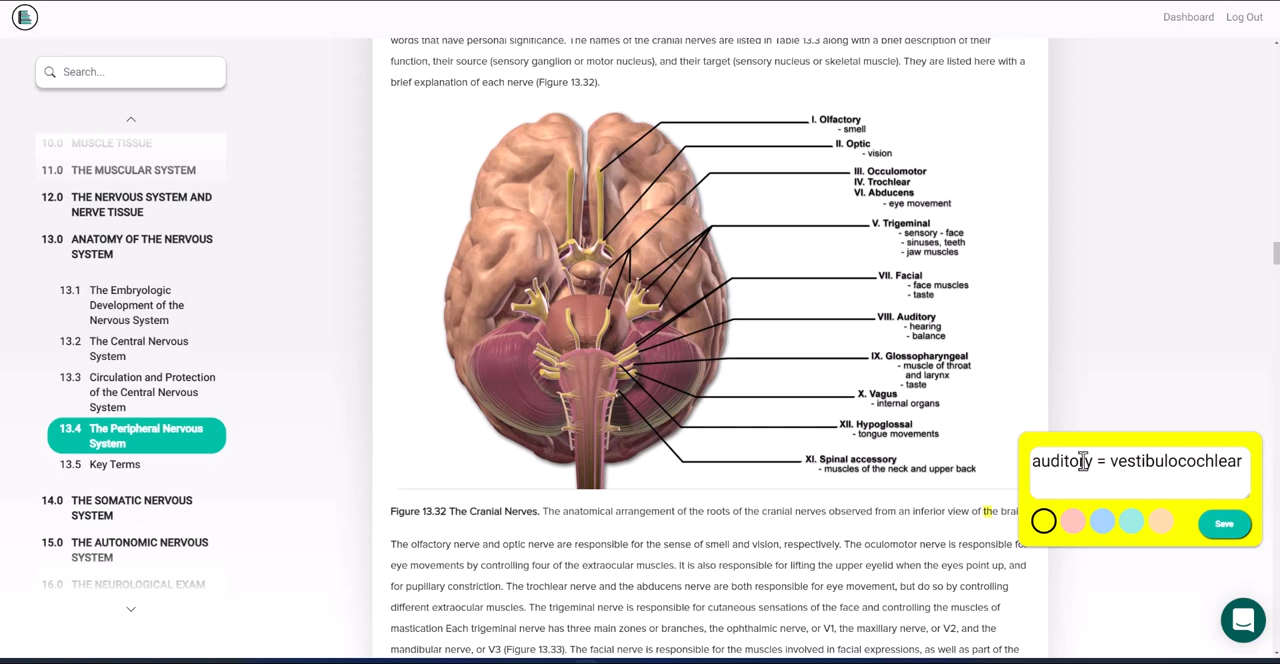 Dashboard Log Out
Search...
10.0 MUSCLE TISSUE
11.0 THE MUSCULAR SYSTEM
12.0 THE NERVOUS SYSTEM AND
NERVE TISSUE
13.0 ANATOMY OF THE NERVOUS
SYSTEM
13.1 The Embryologic
Development of the
Nervous System
13.2 The Central Nervous
System
13.3 Circulation and Protection
of the Central Nervous
System
13.4 The Peripheral Nervous
System
13.5 Key Terms
14.0 THE SOMATIC NERVOUS
SYSTEM
15.0 THE AUTONOMIC NERVOUS
SYSTEM
16.0 THE NEUROLOGICAL EXAM
words that have personal significance. The names of the cranial nerves are listed in Table 13.3 along with a brief description of their
function, their source (sensory ganglion or motor nucleus), and their target (sensory nucleus or skeletal muscle). They are listed here with a
brief explanation of each nerve (Figure 13.32).
I. Olfactory
- smell
II. Optic
- vision
III. Occulomotor
IV. Trochlear
VI. Abducens
- eye movement
V. Trigeminal
- sensory - face
- sinuses, teeth
- jaw muscles
VII. Facial
- face muscles
- taste
VIII. Auditory
- hearing
- balance
IX. Glossopharyngeal
- muscle of throat
and larynx
- taste
X. Vagus
- internal organs
XII. Hypoglossal
- tongue movements
XI. Spinal accessory
- muscles of the neck and upper back
Figure 13.32 The Cranial Nerves. The anatomical arrangement of the roots of the cranial nerves observed from an inferior view of the brai
The olfactory nerve and optic nerve are responsible for the sense of smell and vision, respectively. The oculomotor nerve is responsible fo
eye movements by controlling four of the extraocular muscles. It is also responsible for lifting the upper eyelid when the eyes point up, and
for pupillary constriction. The trochlear nerve and the abducens nerve are both responsible for eye movement, but do so by controlling
different extraocular muscles. The trigeminal nerve is responsible for cutaneous sensations of the face and controlling the muscles of
mastication Each trigeminal nerve has three main zones or branches, the ophthalmic nerve, or V1, the maxillary nerve, or V2, and the
mandibular nerve, or V3 (Figure 13.33). The facial nerve is responsible for the muscles involved in facial expressions, as well as part of the
auditory = vestibulocochlear
Save